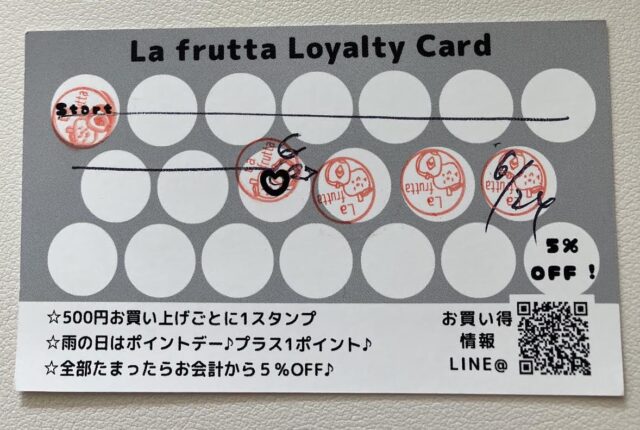 La frutta Loyalty Card
Start
La frutta
La frutta
La frutta
La frutta
La frutta
6/24
5%
OFF !
☆500円お買い上げごとに1スタンプ
☆雨の日はポイントデー♪プラス1ポイント♪
☆全部たまったらお会計から5%OFF♪
お買い得
情報
LINE@